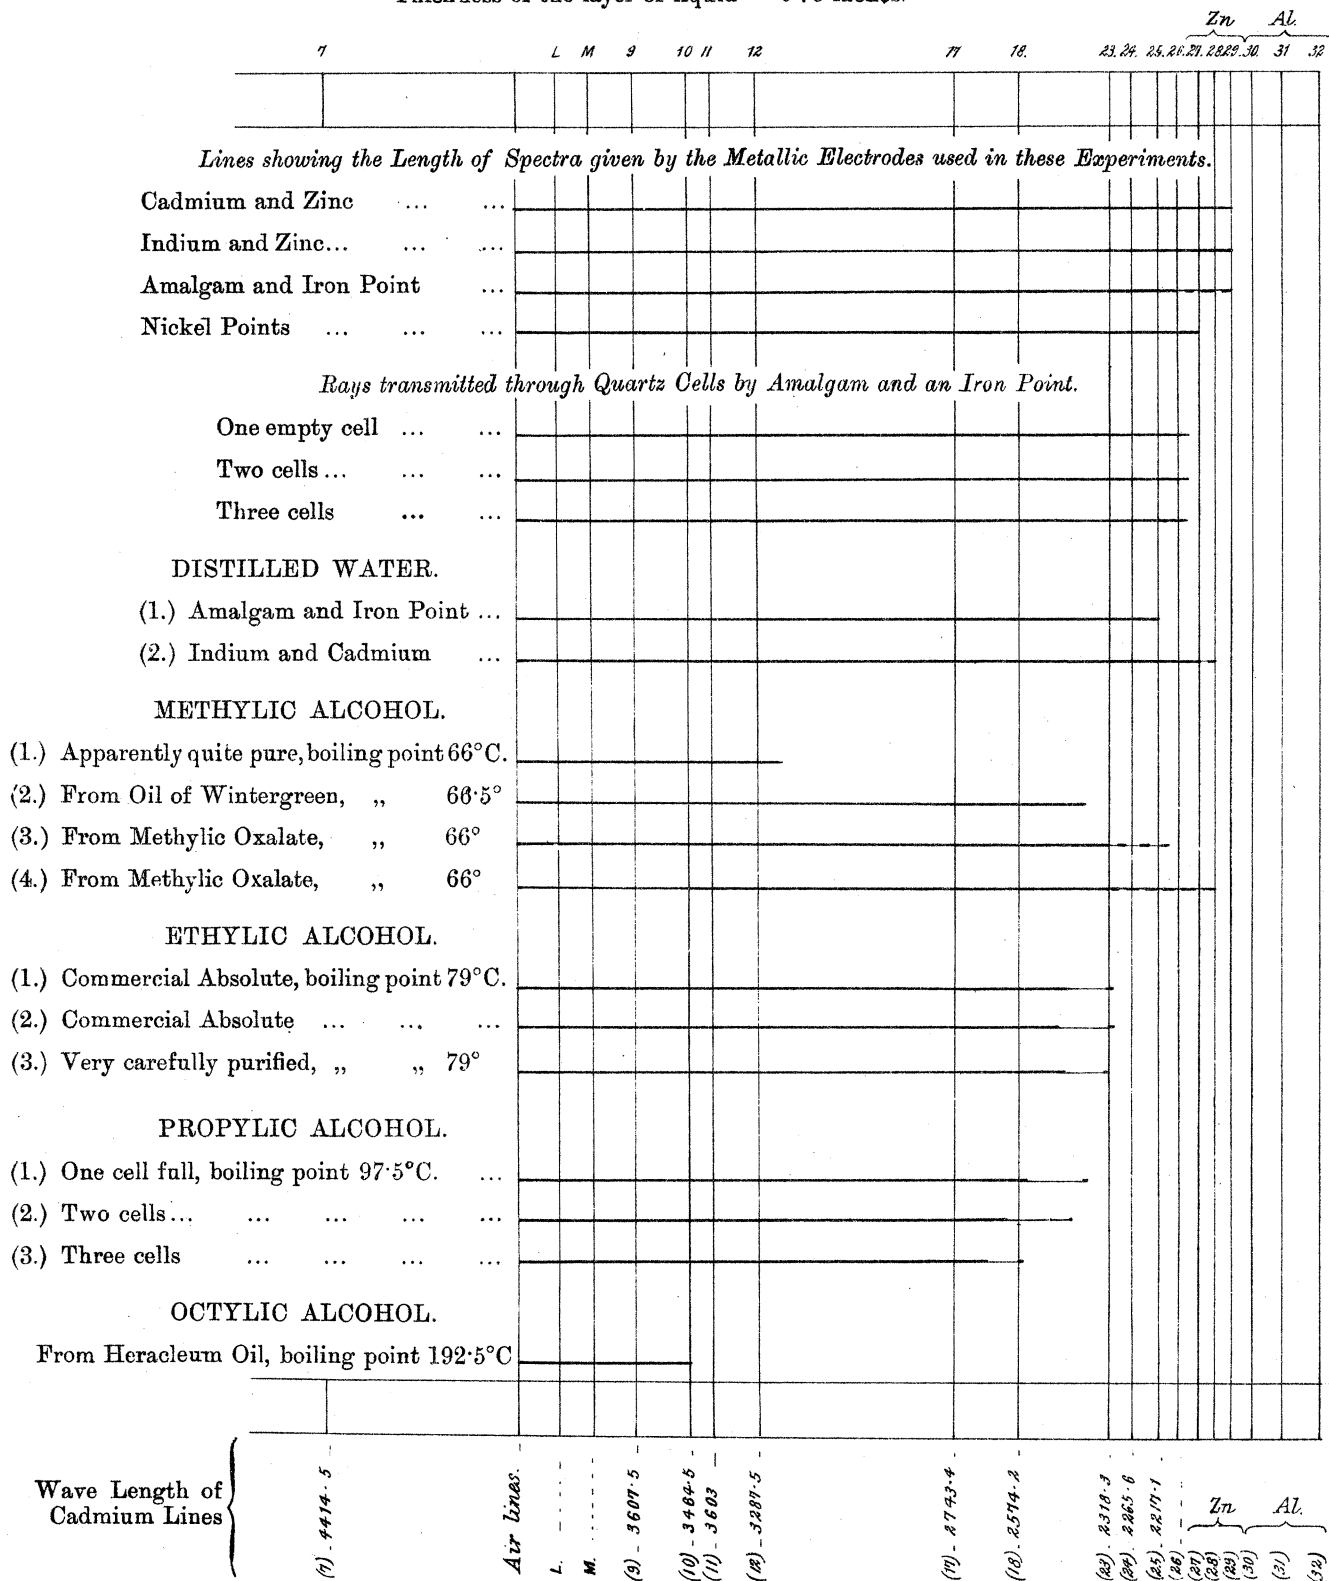 Zn Al.
7 L M 9 10 11 12 17 18. 23. 24. 25. 26. 27. 28 29. 30. 31 32
Lines showing the Length of Spectra given by the Metallic Electrodes used in these Experiments.
Cadmium and Zinc ... ...
Indium and Zinc... ... ...
Amalgam and Iron Point ...
Nickel Points ... ... ...
Rays transmitted through Quartz Cells by Amalgam and an Iron Point.
One empty cell ... ...
Two cells... ... ...
Three cells ... ...
DISTILLED WATER.
(1.) Amalgam and Iron Point ...
(2.) Indium and Cadmium ...
METHYLIC ALCOHOL.
(1.) Apparently quite pure, boiling point 66°C.
(2.) From Oil of Wintergreen, ,, 66·5°
(3.) From Methylic Oxalate, ,, 66°
(4.) From Methylic Oxalate, ,, 66°
ETHYLIC ALCOHOL.
(1.) Commercial Absolute, boiling point 79°C.
(2.) Commercial Absolute ... ... ...
(3.) Very carefully purified, ,, ,, 79°
PROPYLIC ALCOHOL.
(1.) One cell full, boiling point 97·5°C. ...
(2.) Two cells... ... ... ... ...
(3.) Three cells ... ... ... ...
OCTYLIC ALCOHOL.
From Heracleum Oil, boiling point 192·5°C
Wave Length of
Cadmium Lines
(7) - 4414·5 -
Air lines. -
L. - - - - -
M. ......
(9) - 3607·5 -
(10) - 3464·5 -
(11) - 3603 —
(12) - 3287·5 -
(17) - 2743·4 -
(18) - 2574·2 -
(23) - 2318·3 -
(24) - 2265·6 -
(25) - 2217·1 -
(26) - - - -
Zn Al.
(27) (28) (29) (30) (31) (32)